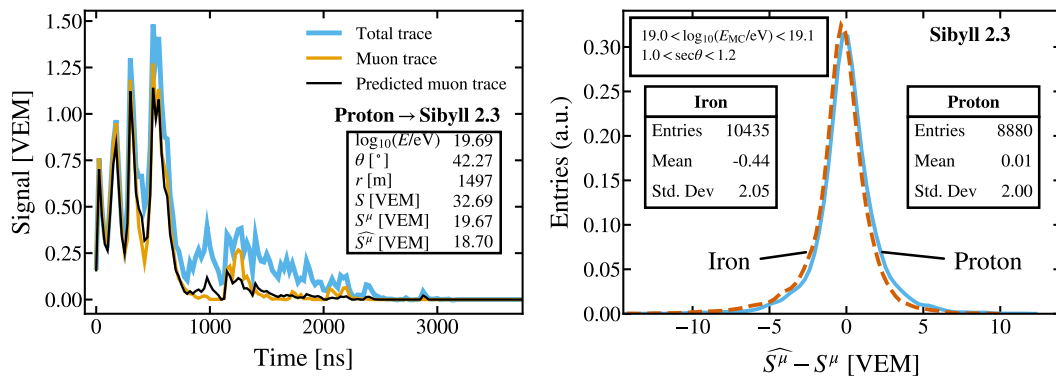 Signal [VEM]
1.50
1.25
1.00
0.75
0.50
0.25
0.00
Total trace
Muon trace
Predicted muon trace
Proton → Sibyll 2.3
log₁₀(E/eV) 19.69
θ [°] 42.27
r [m] 1497
S [VEM] 32.69
S^μ [VEM] 19.67
\widehat{S^μ} [VEM] 18.70
0 1000 2000 3000
Time [ns]
Entries (a.u.)
0.30
0.25
0.20
0.15
0.10
0.05
0.00
19.0 < log₁₀(E_MC/eV) < 19.1
1.0 < secθ < 1.2
Sibyll 2.3
Iron
Entries 10435
Mean -0.44
Std. Dev 2.05
Proton
Entries 8880
Mean 0.01
Std. Dev 2.00
Iron
Proton
−10 −5 0 5 10
\widehat{S^μ} − S^μ [VEM]